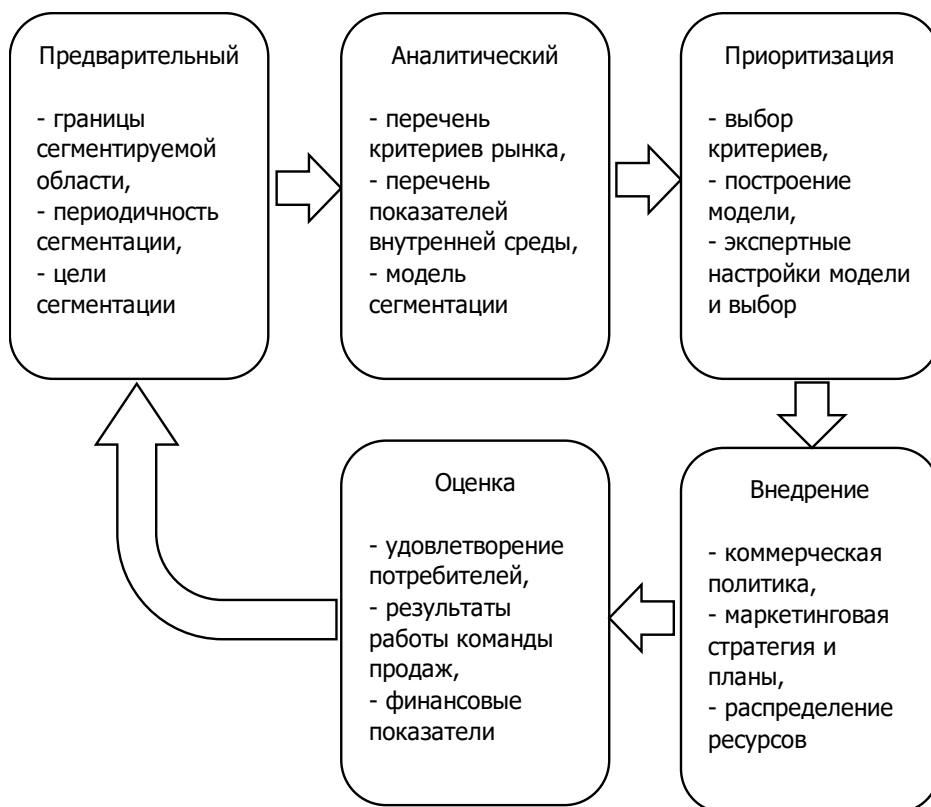 Предварительный
- границы
сегментируемой
области,
- периодичность
сегментации,
- цели
сегментации
Аналитический
- перечень
критериев рынка,
- перечень
показателей
внутренней среды,
- модель
сегментации
Приоритизация
- выбор
критериев,
- построение
модели,
- экспертные
настройки модели
и выбор
Внедрение
- коммерческая
политика,
- маркетинговая
стратегия и
планы,
- распределение
ресурсов
Оценка
- удовлетворение
потребителей,
- результаты
работы команды
продаж,
- финансовые
показатели